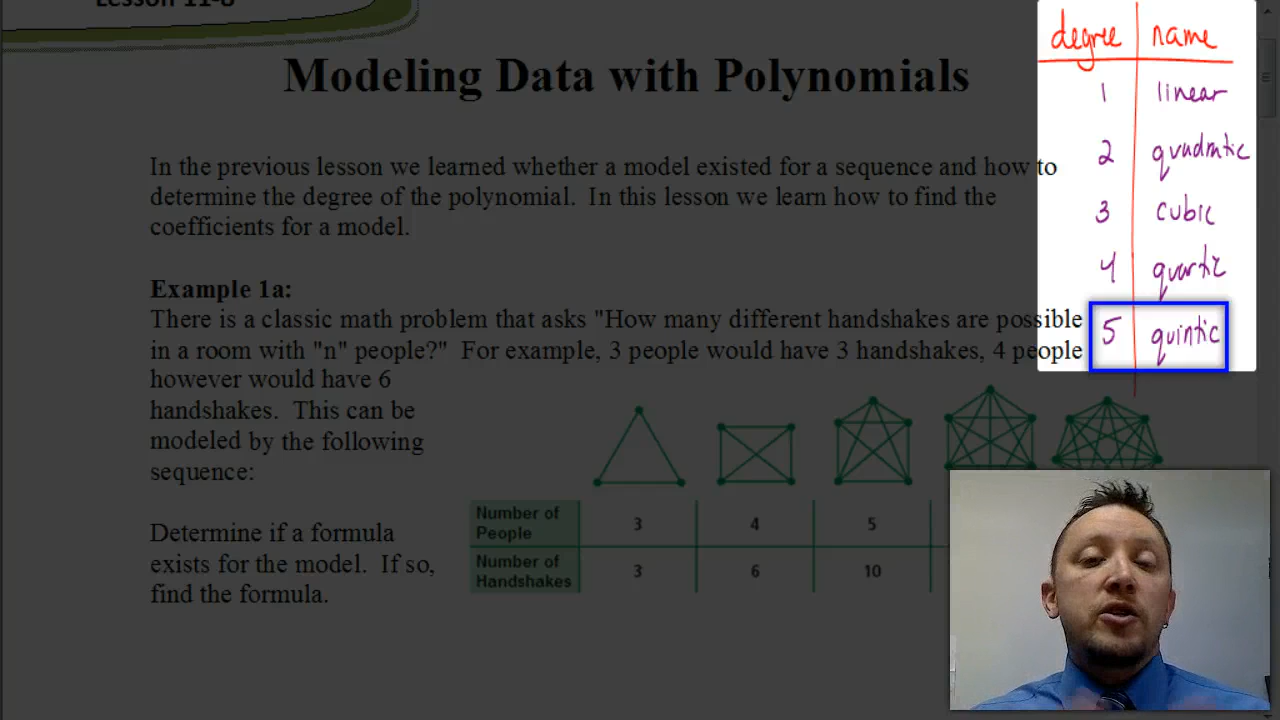 Lesson 11-8
Modeling Data with Polynomials
In the previous lesson we learned whether a model existed for a sequence and how to
determine the degree of the polynomial. In this lesson we learn how to find the
coefficients for a model.
Example 1a:
There is a classic math problem that asks "How many different handshakes are possible
in a room with "n" people?" For example, 3 people would have 3 handshakes, 4 people
however would have 6
handshakes. This can be
modeled by the following
sequence:
Determine if a formula
exists for the model. If so,
find the formula.
Number of People 3 4 5
Number of Handshakes 3 6 10
degree name
1 linear
2 quadratic
3 cubic
4 quartic
5 quintic